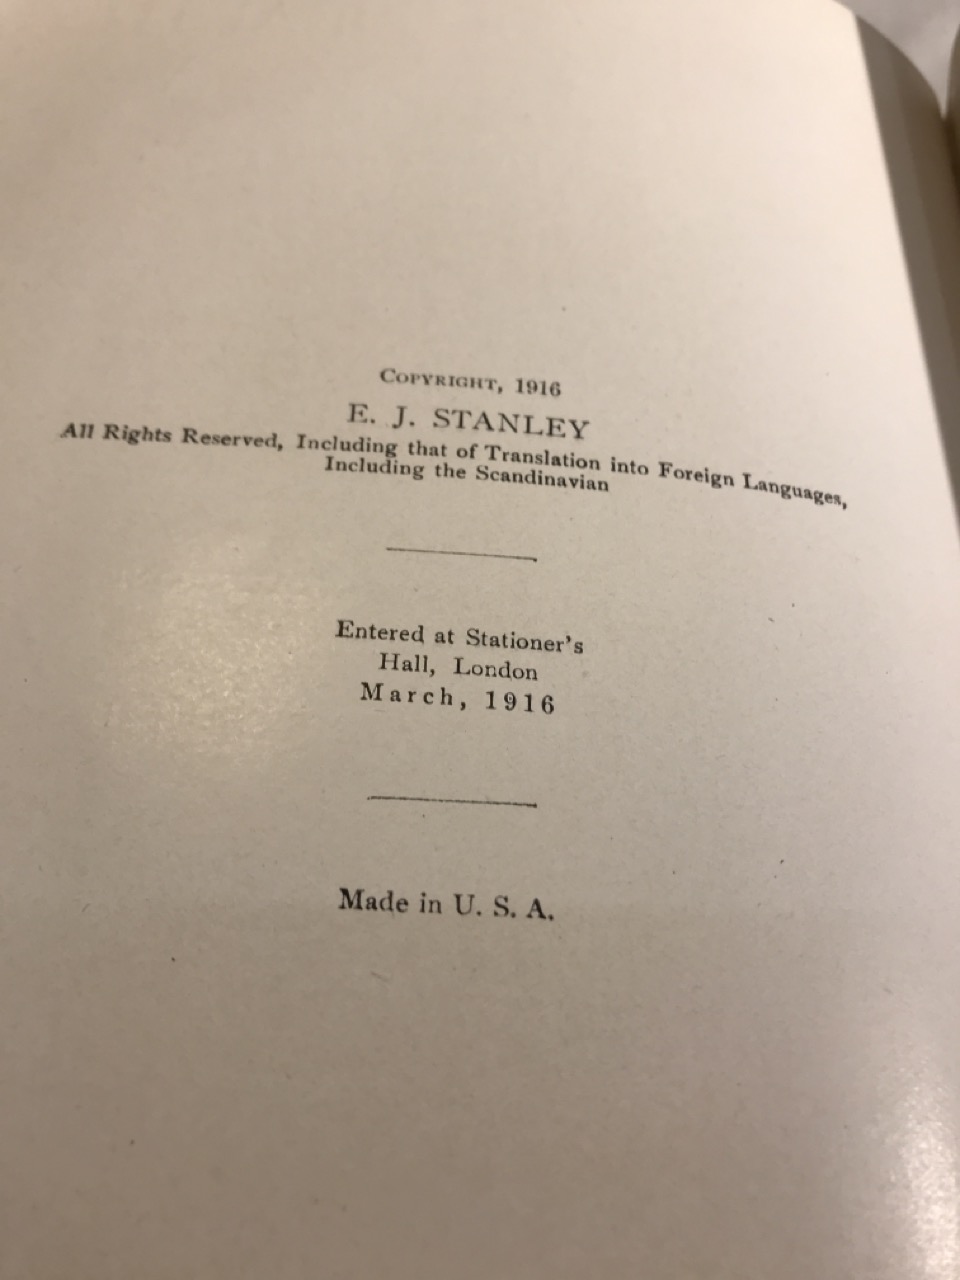 COPYRIGHT, 1916
E. J. STANLEY
All Rights Reserved, Including that of Translation into Foreign Languages,
Including the Scandinavian
Entered at Stationer's
Hall, London
March, 1916
Made in U. S. A.